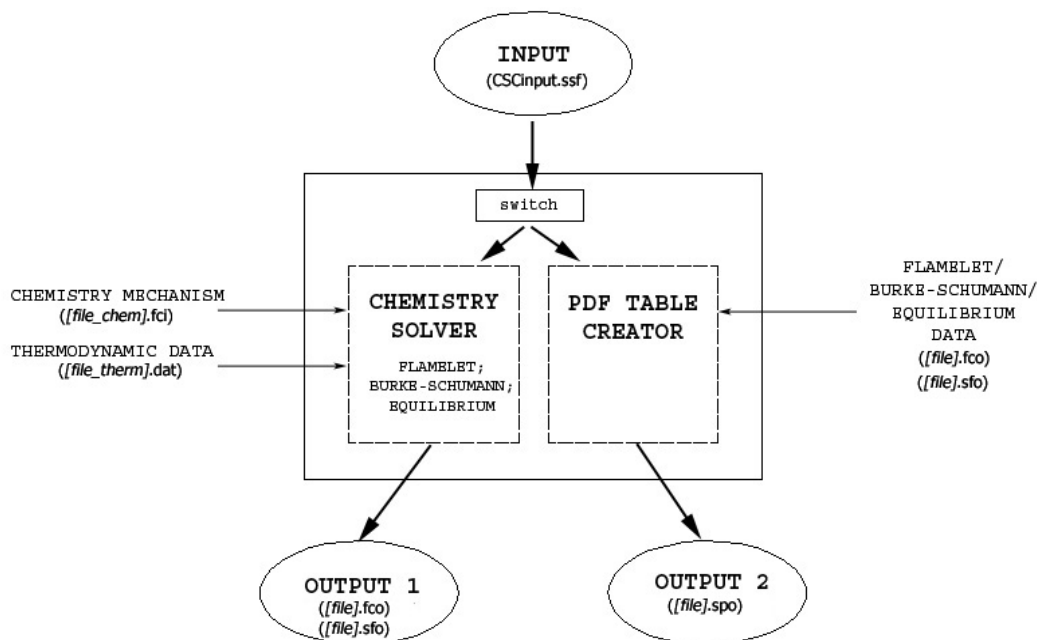 INPUT
(CSCinput.ssf)
switch
CHEMISTRY MECHANISM
([file_chem].fci)
THERMODYNAMIC DATA
([file_therm].dat)
CHEMISTRY
SOLVER
FLAMELET;
BURKE-SCHUMANN;
EQUILIBRIUM
PDF TABLE
CREATOR
FLAMELET/
BURKE-SCHUMANN/
EQUILIBRIUM
DATA
([file].fco)
([file].sfo)
OUTPUT 1
([file].fco)
([file].sfo)
OUTPUT 2
([file].spo)